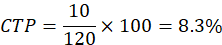 CTP = 10/120 × 100 = 8.3%